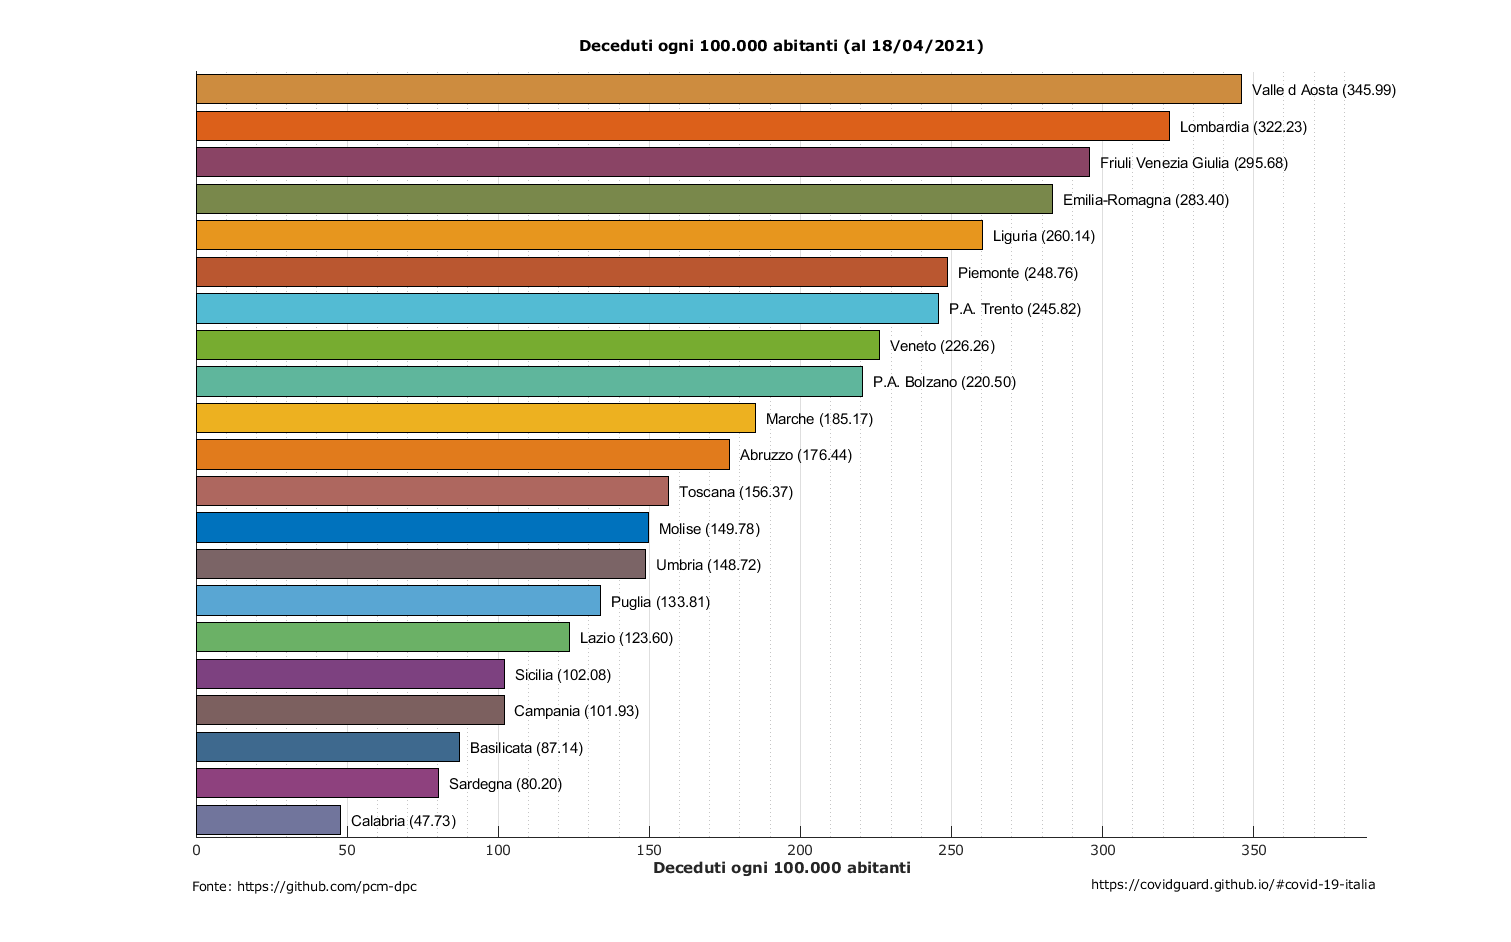 Deceduti ogni 100.000 abitanti (al 18/04/2021)
Valle d Aosta (345.99)
Lombardia (322.23)
Friuli Venezia Giulia (295.68)
Emilia-Romagna (283.40)
Liguria (260.14)
Piemonte (248.76)
P.A. Trento (245.82)
Veneto (226.26)
P.A. Bolzano (220.50)
Marche (185.17)
Abruzzo (176.44)
Toscana (156.37)
Molise (149.78)
Umbria (148.72)
Puglia (133.81)
Lazio (123.60)
Sicilia (102.08)
Campania (101.93)
Basilicata (87.14)
Sardegna (80.20)
Calabria (47.73)
0 50 100 150 200 250 300 350
Deceduti ogni 100.000 abitanti
Fonte: https://github.com/pcm-dpc
https://covidguard.github.io/#covid-19-italia